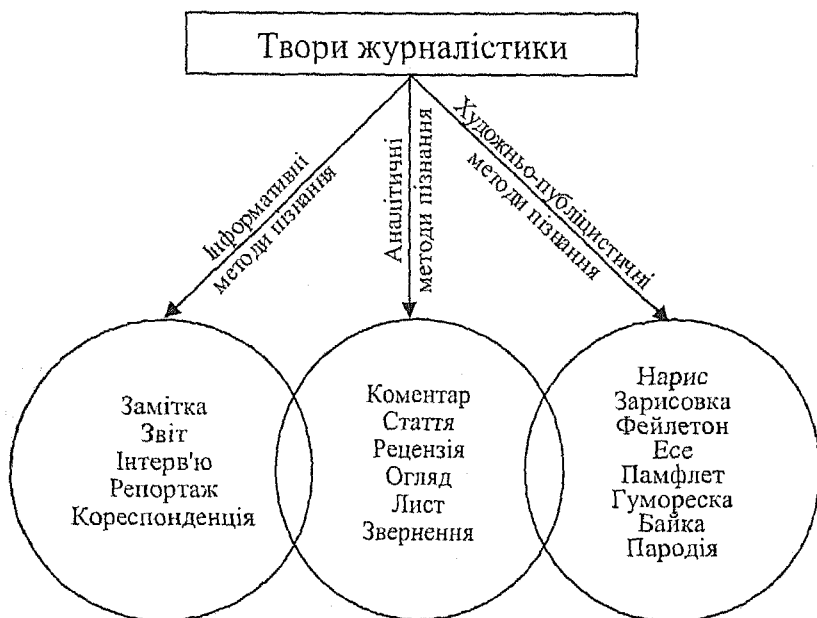 Твори журналістики
Інформативні
методи пізнання
Аналітичні
методи пізнання
Художньо-публіцистичні
методи пізнання
Замітка
Звіт
Інтерв'ю
Репортаж
Кореспонденція
Коментар
Стаття
Рецензія
Огляд
Лист
Звернення
Нарис
Зарисовка
Фейлетон
Есе
Памфлет
Гумореска
Байка
Пародія